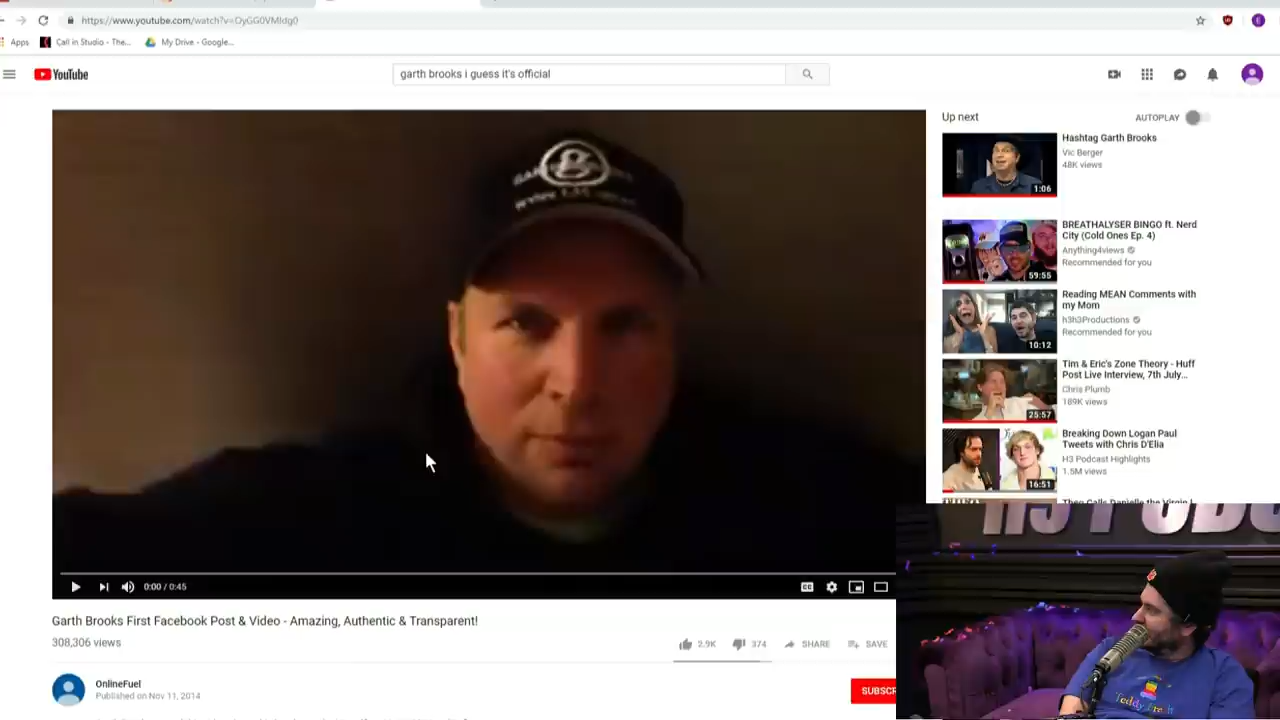 https://www.youtube.com/watch?v=OyGG0VMIdg0
Apps
Call in Studio - The...
My Drive - Google...
YouTube
garth brooks i guess it's official
Up next
AUTOPLAY
Hashtag Garth Brooks
Vic Berger
48K views
1:06
BREATHALYSER BINGO ft. Nerd
City (Cold Ones Ep. 4)
Anything4views
Recommended for you
59:55
Reading MEAN Comments with
my Mom
h3h3Productions
Recommended for you
10:12
Tim & Eric's Zone Theory - Huff
Post Live Interview, 7th July...
Chris Plumb
189K views
25:57
Breaking Down Logan Paul
Tweets with Chris D'Elia
H3 Podcast Highlights
1.5M views
16:51
0:00 / 0:45
CC
Garth Brooks First Facebook Post & Video - Amazing, Authentic & Transparent!
308,306 views
2.9K
374
SHARE
SAVE
OnlineFuel
Published on Nov 11, 2014
SUBSC
H3 PODC
Teddy Fresh